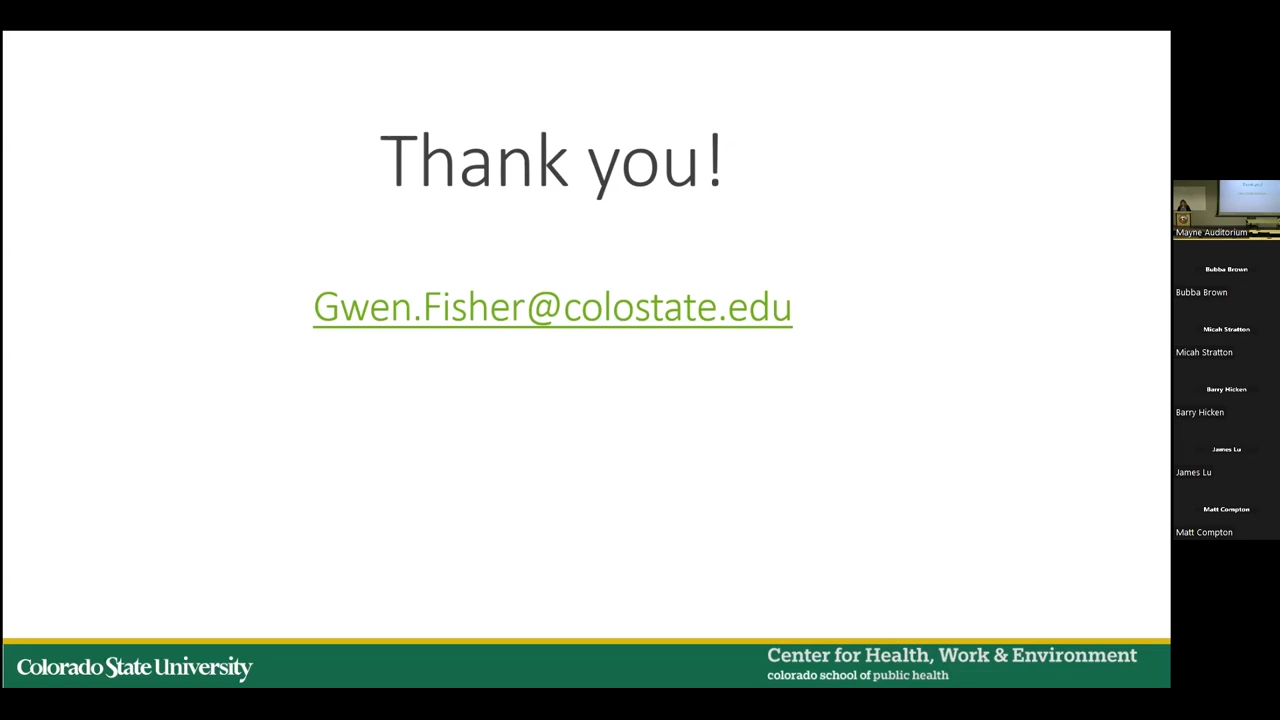 Thank you!
Gwen.Fisher@colostate.edu
Colorado State University
Center for Health, Work & Environment
colorado school of public health
Thank you!
Mayne Auditorium
Bubba Brown
Bubba Brown
Micah Stratton
Micah Stratton
Barry Hicken
Barry Hicken
James Lu
James Lu
Matt Compton
Matt Compton